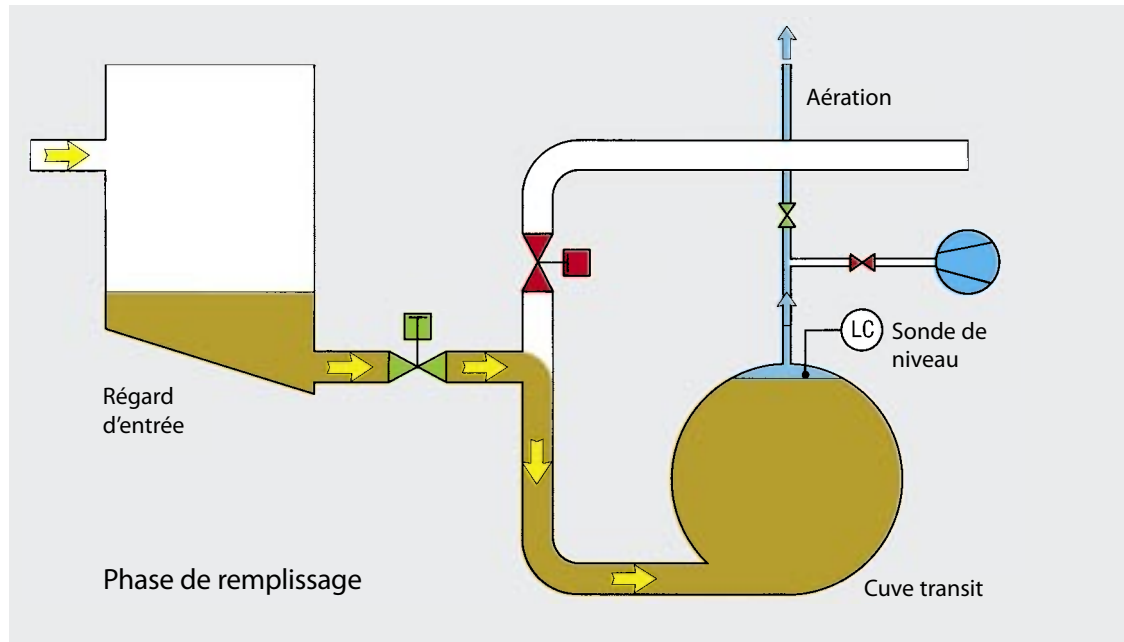 Aération
LC
Sonde de
niveau
Régard
d'entrée
Phase de remplissage
Cuve transit